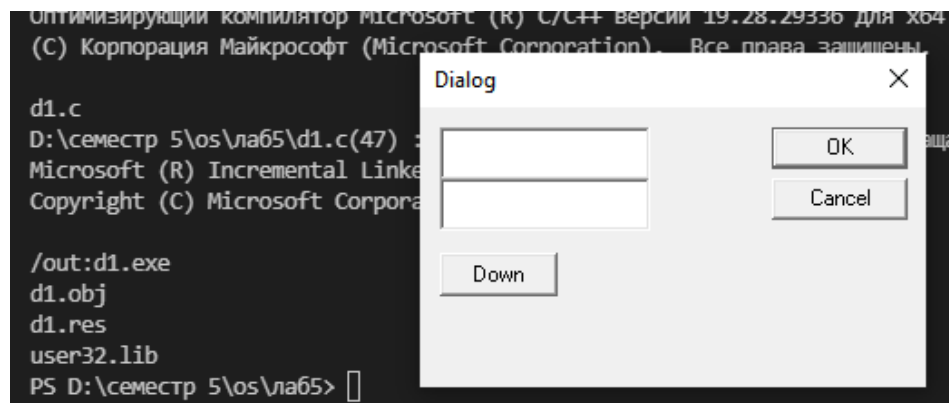 Оптимизирующий компилятор Microsoft (R) C/C++ версии 19.28.29336 для x64
(C) Корпорация Майкрософт (Microsoft Corporation). Все права защищены.
d1.c
D:\семестр 5\os\лаб5\d1.c(47) :
Microsoft (R) Incremental Linke
Copyright (C) Microsoft Corpora
/out:d1.exe
d1.obj
d1.res
user32.lib
PS D:\семестр 5\os\лаб5>
Dialog
OK
Cancel
Down